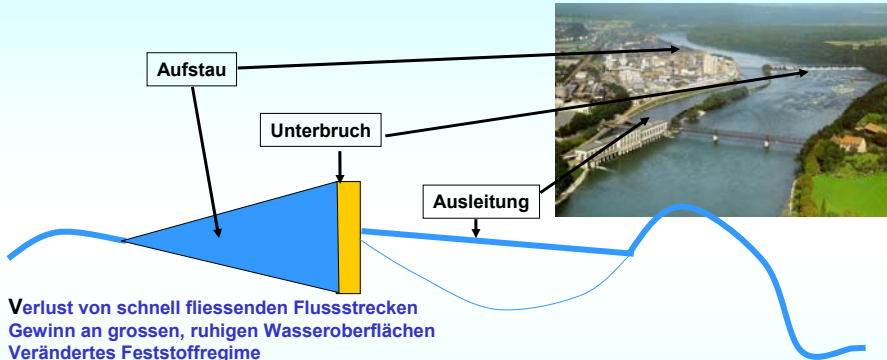 Aufstau
Unterbruch
Ausleitung
Verlust von schnell fliessenden Flussstrecken
Gewinn an grossen, ruhigen Wasseroberflächen
Verändertes Feststoffregime